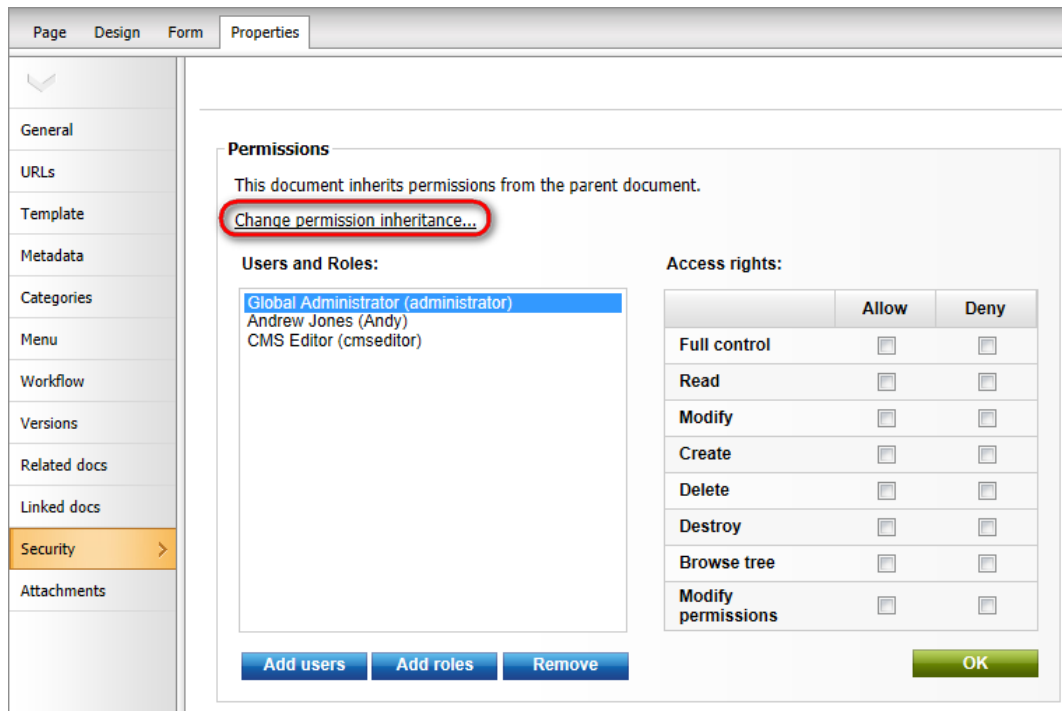 Page Design Form Properties
General
URLs
Template
Metadata
Categories
Menu
Workflow
Versions
Related docs
Linked docs
Security
Attachments
Permissions
This document inherits permissions from the parent document.
Change permission inheritance...
Users and Roles:
Global Administrator (administrator)
Andrew Jones (Andy)
CMS Editor (cmseditor)
Add users Add roles Remove
Access rights:
Allow Deny
Full control
Read
Modify
Create
Delete
Destroy
Browse tree
Modify
permissions
OK